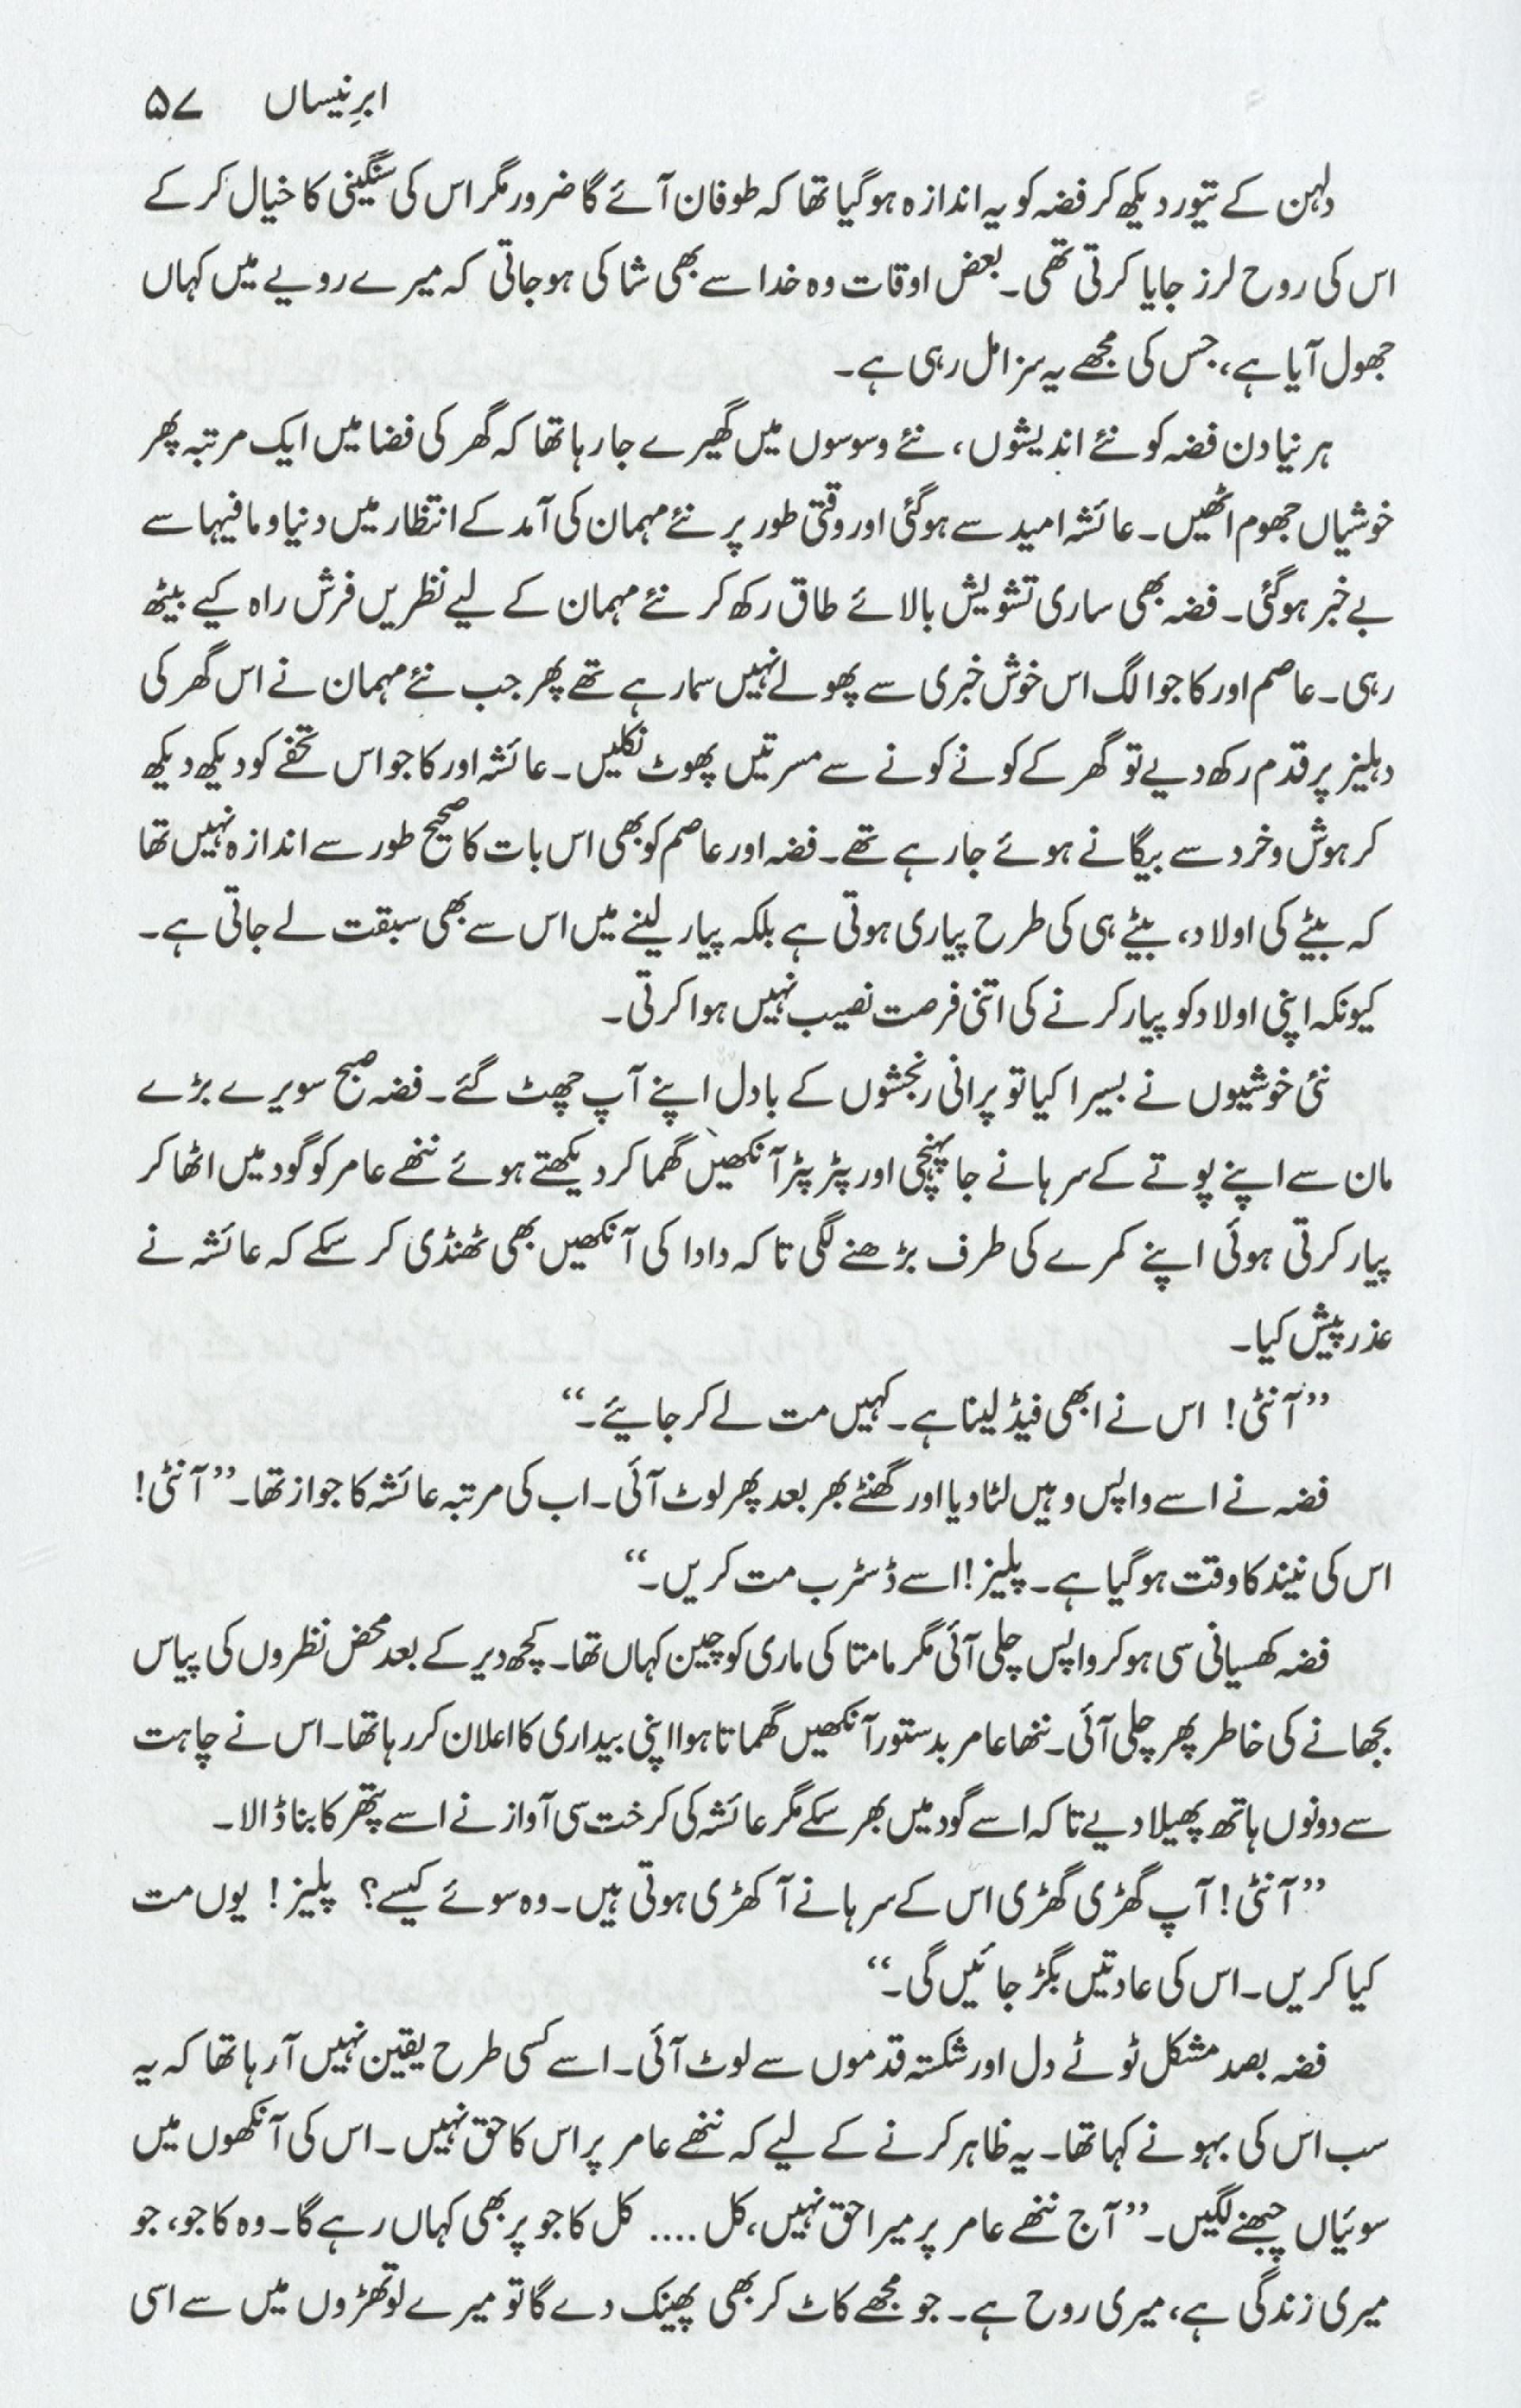 ابرِ نیساں ۵۷
دلہن کے تیور دیکھ کر فضہ کو یہ اندازہ ہو گیا تھا کہ طوفان آئے گا ضرور مگر اس کی سنگینی کا خیال کر کے
اس کی روح لرز جایا کرتی تھی۔ بعض اوقات وہ خدا سے بھی شاکی ہو جاتی کہ میرے رویے میں کہاں
جھول آیا ہے، جس کی مجھے یہ سزا مل رہی ہے۔
ہر نیا دن فضہ کو نئے اندیشوں، نئے وسوسوں میں گھیرے جا رہا تھا کہ گھر کی فضا میں ایک مرتبہ پھر
خوشیاں جھوم اٹھیں۔ عائشہ امید سے ہو گئی اور وقتی طور پر نئے مہمان کی آمد کے انتظار میں دنیا و مافیہا سے
بے خبر ہو گئی۔ فضہ بھی ساری تشویش بالائے طاق رکھ کر نئے مہمان کے لیے نظریں فرش راہ کیے بیٹھ
رہی۔ عاصم اور کاجو الگ اس خوش خبری سے پھولے نہیں سما رہے تھے پھر جب نئے مہمان نے اس گھر کی
دہلیز پر قدم رکھ دیے تو گھر کے کونے کونے سے مسرتیں پھوٹ نکلیں۔ عائشہ اور کاجو اس تحفے کو دیکھ دیکھ
کر ہوش و خرد سے بیگانے ہوئے جا رہے تھے۔ فضہ اور عاصم کو بھی اس بات کا صحیح طور سے اندازہ نہیں تھا
کہ بیٹے کی اولاد، بیٹے ہی کی طرح پیاری ہوتی ہے بلکہ پیار لینے میں اس سے بھی سبقت لے جاتی ہے۔
کیونکہ اپنی اولاد کو پیار کرنے کی اتنی فرصت نصیب نہیں ہوا کرتی۔
نئی خوشیوں نے بسیرا کیا تو پرانی رنجشوں کے بادل اپنے آپ چھٹ گئے۔ فضہ صبح سویرے بڑے
مان سے اپنے پوتے کے سرہانے جا پہنچی اور پٹر پٹر آنکھیں گھما کر دیکھتے ہوئے ننھے عامر کو گود میں اٹھا کر
پیار کرتی ہوئی اپنے کمرے کی طرف بڑھنے لگی تاکہ دادا کی آنکھیں بھی ٹھنڈی کر سکے کہ عائشہ نے
عذر پیش کیا۔
”آنٹی! اس نے ابھی فیڈ لینا ہے۔ کہیں مت لے کر جائیے۔“
فضہ نے اسے واپس وہیں لٹا دیا اور گھنٹے بھر بعد پھر لوٹ آئی۔ اب کی مرتبہ عائشہ کا جواز تھا۔ ”آنٹی!
اس کی نیند کا وقت ہو گیا ہے۔ پلیز! اسے ڈسٹرب مت کریں۔“
فضہ کھسیانی سی ہو کر واپس چلی آئی مگر مامتا کی ماری کو چین کہاں تھا۔ کچھ دیر کے بعد محض نظروں کی پیاس
بجھانے کی خاطر پھر چلی آئی۔ ننھا عامر بدستور آنکھیں گھماتا ہوا اپنی بیداری کا اعلان کر رہا تھا۔ اس نے چاہت
سے دونوں ہاتھ پھیلا دیے تاکہ اسے گود میں بھر سکے مگر عائشہ کی کرخت سی آواز نے اسے پتھر کا بنا ڈالا۔
”آنٹی! آپ گھڑی گھڑی اس کے سرہانے آ کھڑی ہوتی ہیں۔ وہ سوئے کیسے؟ پلیز! یوں مت
کیا کریں۔ اس کی عادتیں بگڑ جائیں گی۔“
فضہ بصد مشکل ٹوٹے دل اور شکستہ قدموں سے لوٹ آئی۔ اسے کسی طرح یقین نہیں آ رہا تھا کہ یہ
سب اس کی بہو نے کہا تھا۔ یہ ظاہر کرنے کے لیے کہ ننھے عامر پر اس کا حق نہیں۔ اس کی آنکھوں میں
سوئیاں چبھنے لگیں۔ ”آج ننھے عامر پر میرا حق نہیں، کل .... کل کاجو پر بھی کہاں رہے گا۔ وہ کاجو، جو
میری زندگی ہے، میری روح ہے۔ جو مجھے کاٹ کر بھی پھینک دے گا تو میرے لوتھڑوں میں سے اسی